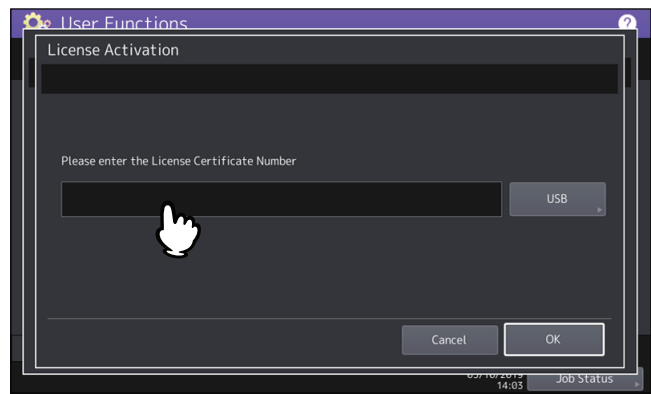 User Functions
?
License Activation
Please enter the License Certificate Number
USB
Cancel
OK
14:03
Job Status